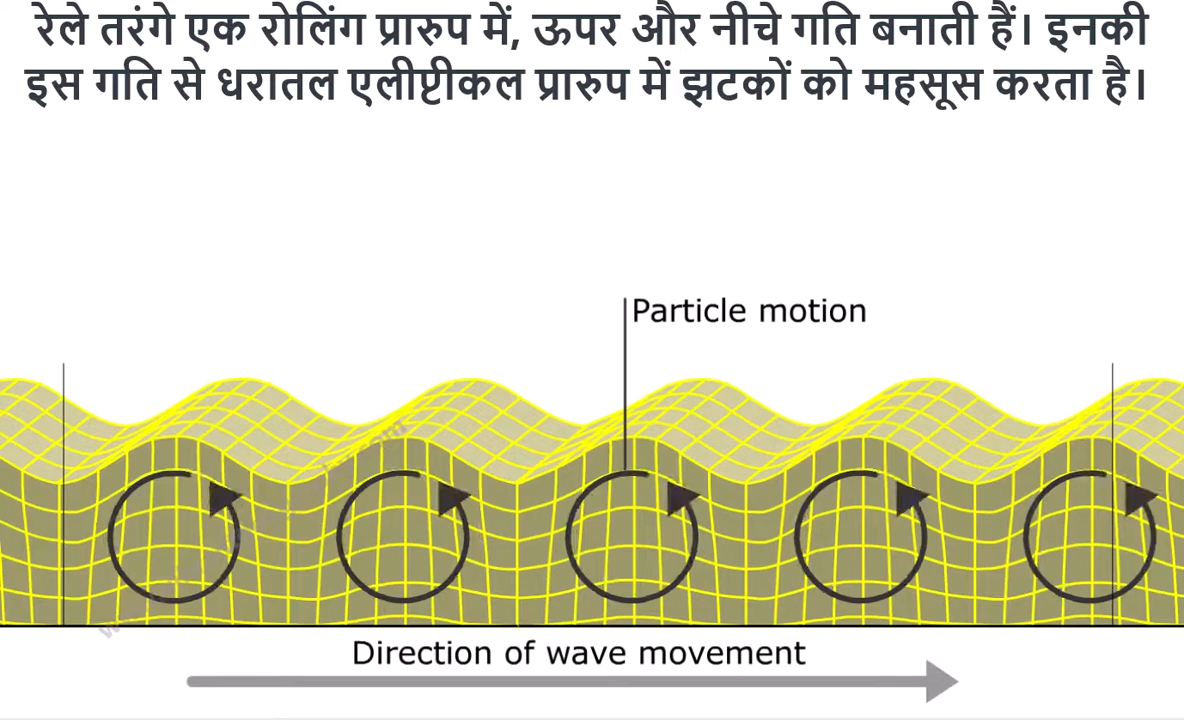 रेले तरंगे एक रोलिंग प्रारुप में, ऊपर और नीचे गति बनाती हैं। इनकी
इस गति से धरातल एलीप्टीकल प्रारुप में झटकों को महसूस करता है।
Particle motion
Direction of wave movement